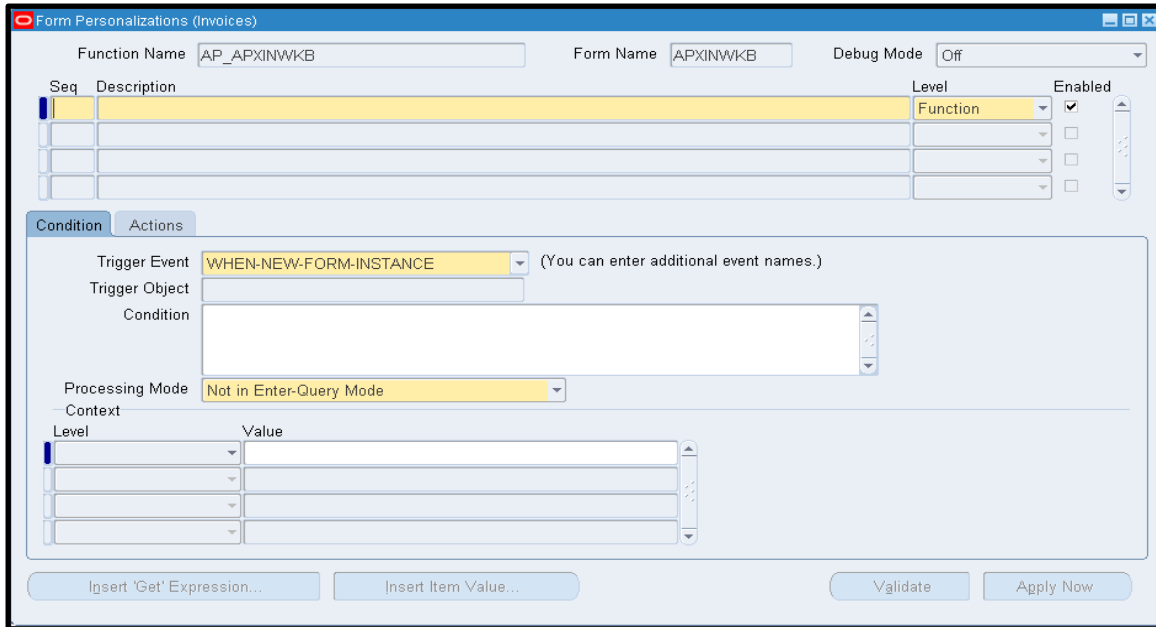 Form Personalizations (Invoices)
Function Name AP_APXINWKB Form Name APXINWKB Debug Mode Off
Seq Description Level Enabled
Function
Condition Actions
Trigger Event WHEN-NEW-FORM-INSTANCE (You can enter additional event names.)
Trigger Object
Condition
Processing Mode Not in Enter-Query Mode
Context
Level Value
Insert 'Get' Expression... Insert Item Value... Validate Apply Now